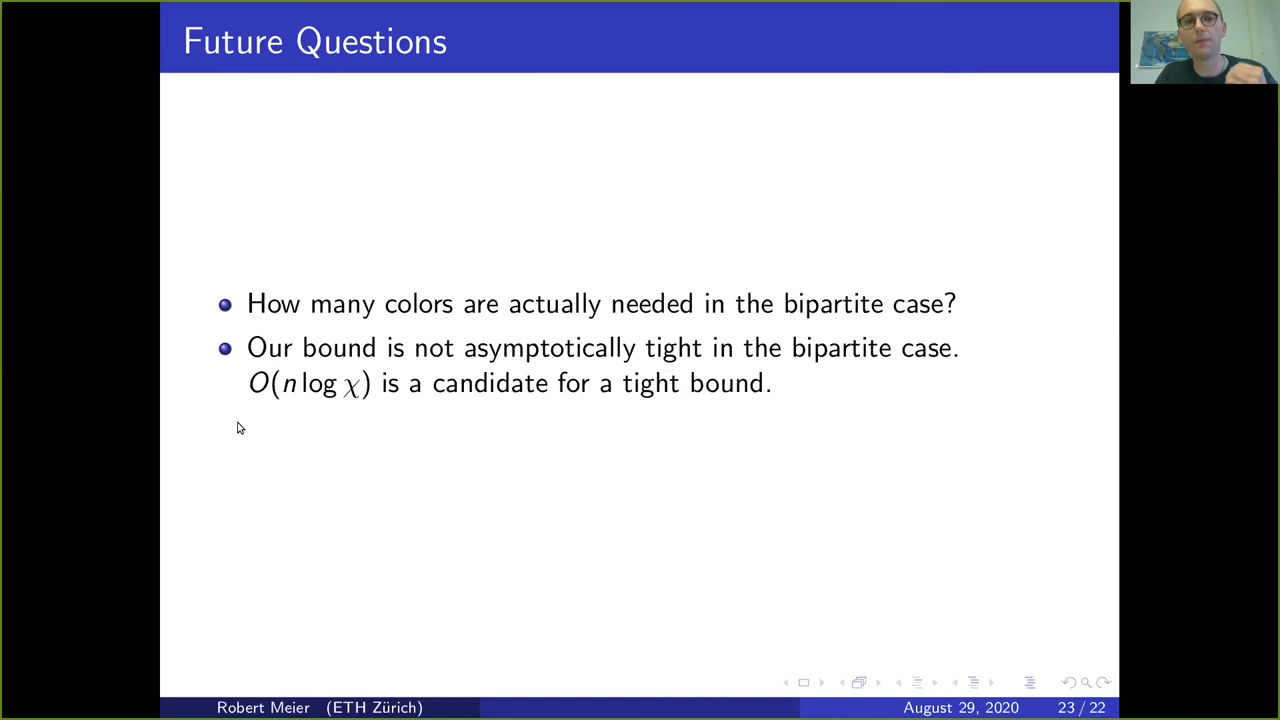 Future Questions
How many colors are actually needed in the bipartite case?
Our bound is not asymptotically tight in the bipartite case.
O(n log χ) is a candidate for a tight bound.
Robert Meier (ETH Zürich)
August 29, 2020
23 / 22